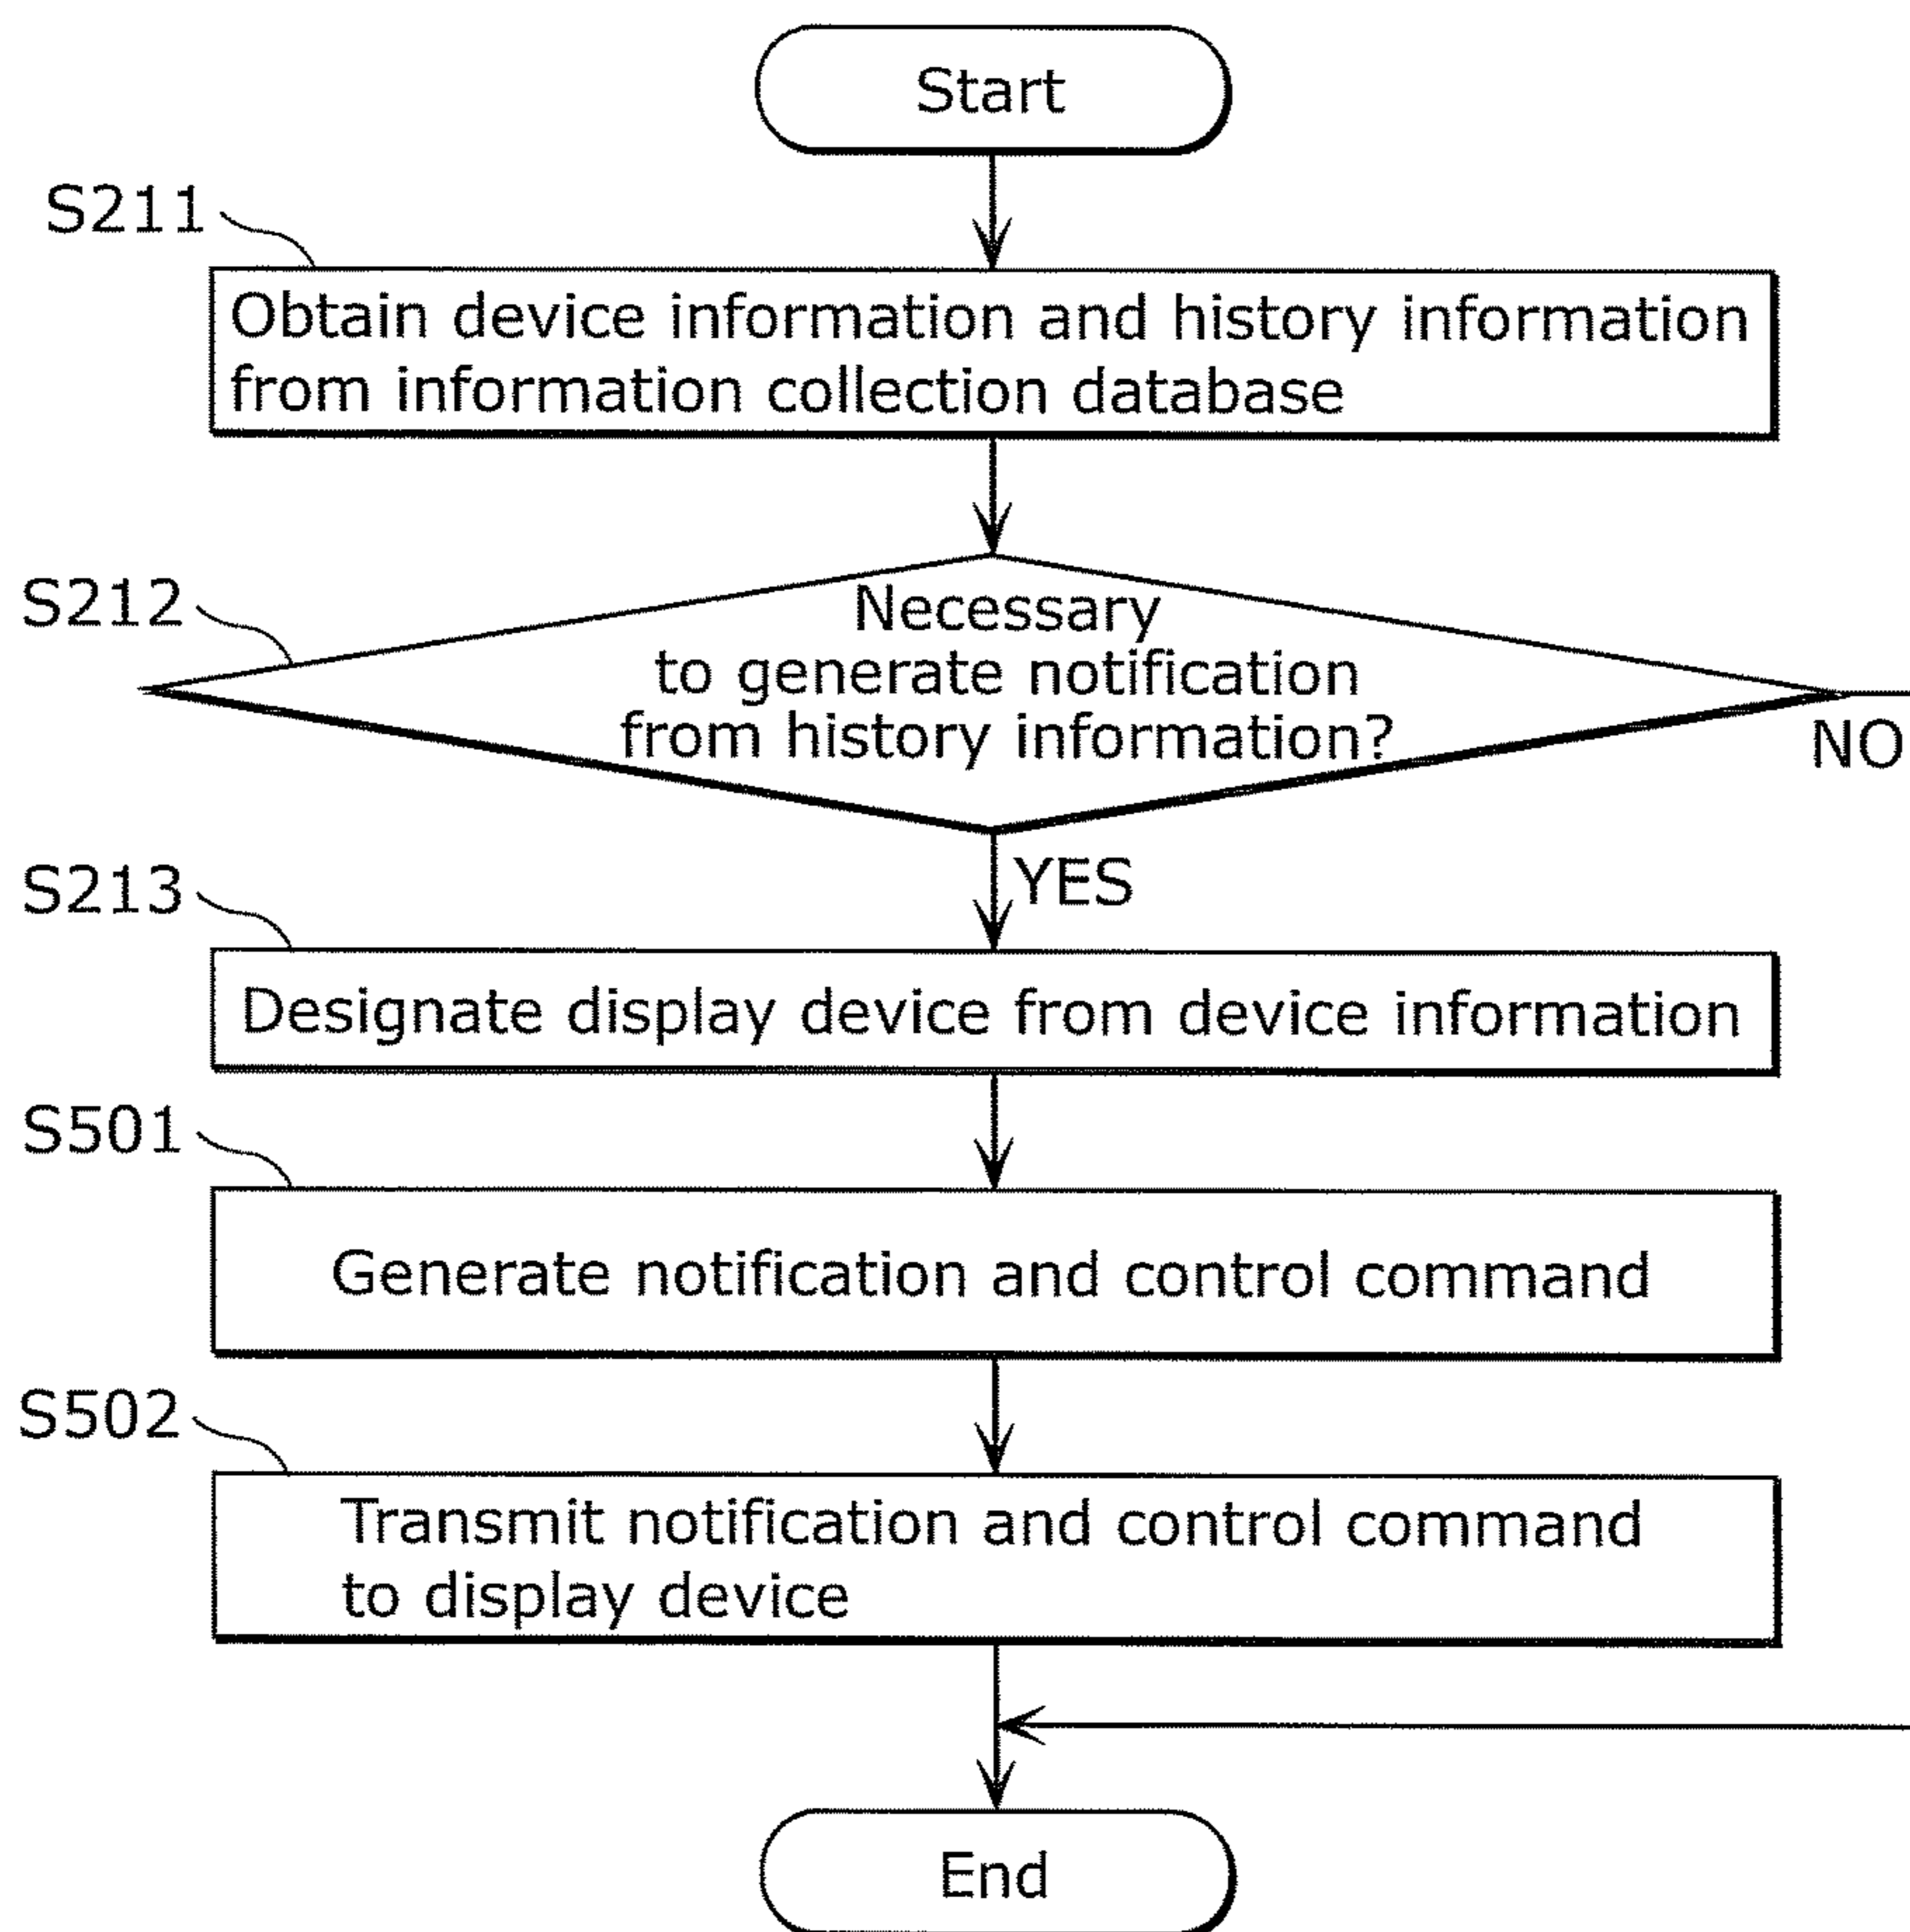 Start
S211
Obtain device information and history information
from information collection database
S212
Necessary
to generate notification
from history information?
NO
YES
S213
Designate display device from device information
S501
Generate notification and control command
S502
Transmit notification and control command
to display device
End